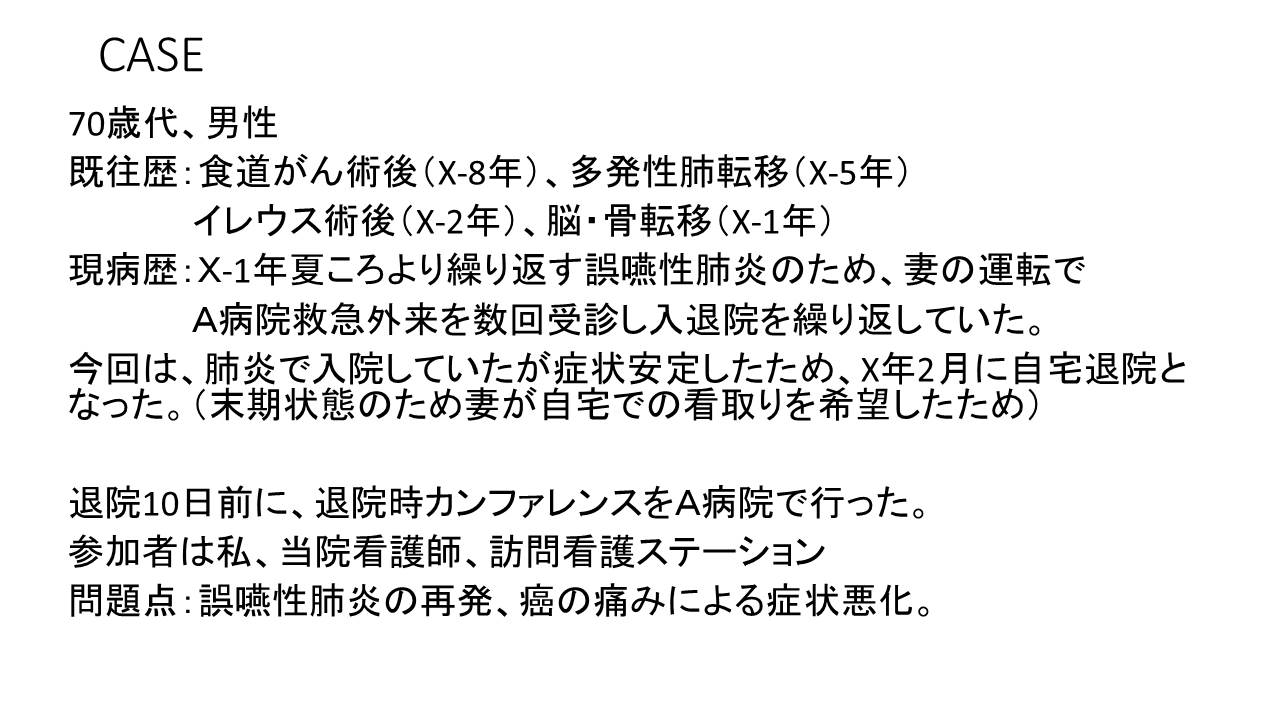 CASE
70歳代、男性
既往歴：食道がん術後（X-8年）、多発性肺転移（X-5年）
イレウス術後（X-2年）、脳・骨転移（X-1年）
現病歴：X-1年夏ころより繰り返す誤嚥性肺炎のため、妻の運転で
A病院救急外来を数回受診し入退院を繰り返していた。
今回は、肺炎で入院していたが症状安定したため、X年2月に自宅退院と
なった。（末期状態のため妻が自宅での看取りを希望したため）
退院10日前に、退院時カンファレンスをA病院で行った。
参加者は私、当院看護師、訪問看護ステーション
問題点：誤嚥性肺炎の再発、癌の痛みによる症状悪化。